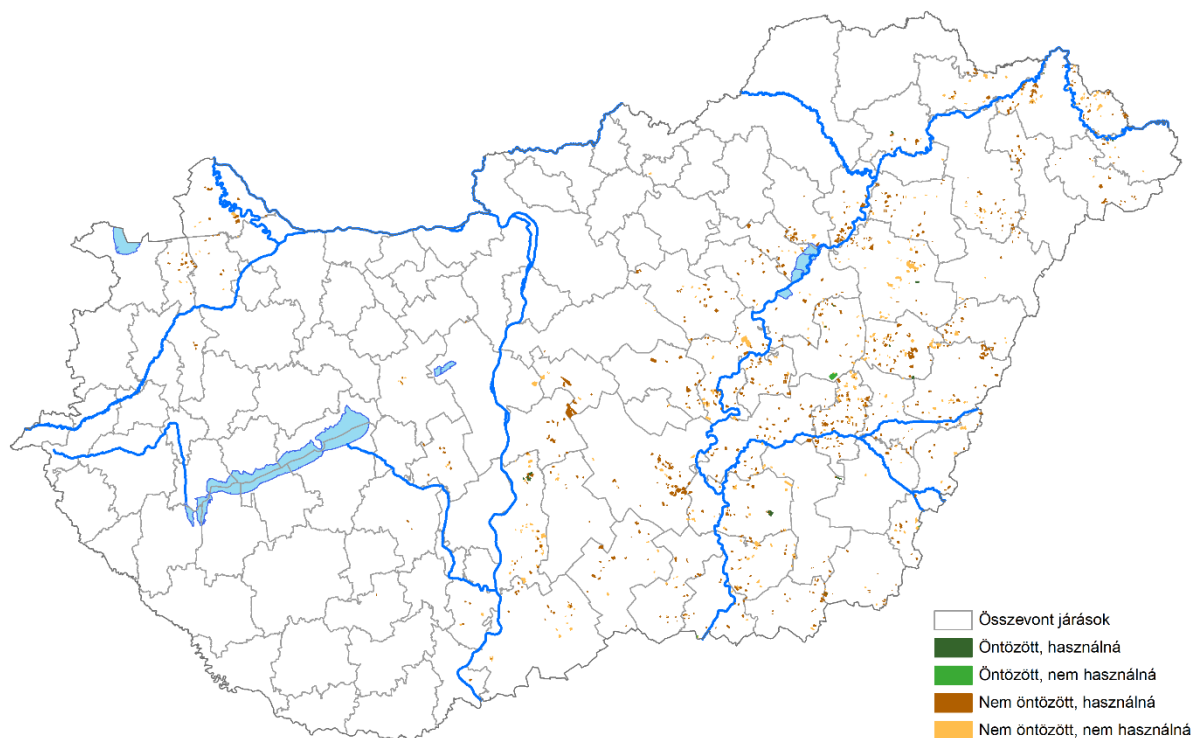 Összevont járások
Öntözött, használná
Öntözött, nem használná
Nem öntözött, használná
Nem öntözött, nem használná